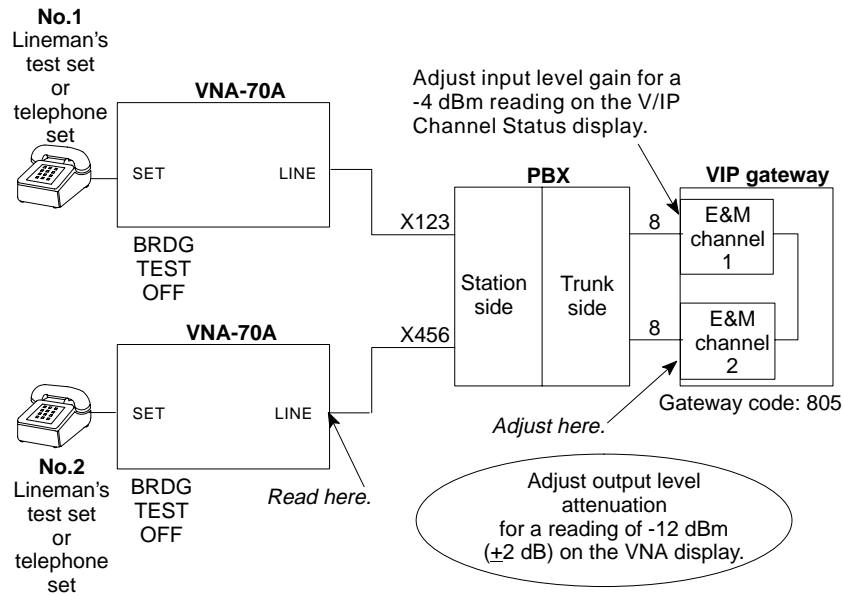 No.1
Lineman's
test set
or
telephone
set
VNA-70A
SET
LINE
BRDG
TEST
OFF
Adjust input level gain for a
-4 dBm reading on the V/IP
Channel Status display.
PBX
VIP gateway
X123
8
E&M
channel
1
Station
side
Trunk
side
VNA-70A
X456
8
E&M
channel
2
SET
LINE
Gateway code: 805
Adjust here.
No.2
Lineman's
test set
or
telephone
set
BRDG
TEST
OFF
Read here.
Adjust output level
attenuation
for a reading of -12 dBm
(±2 dB) on the VNA display.